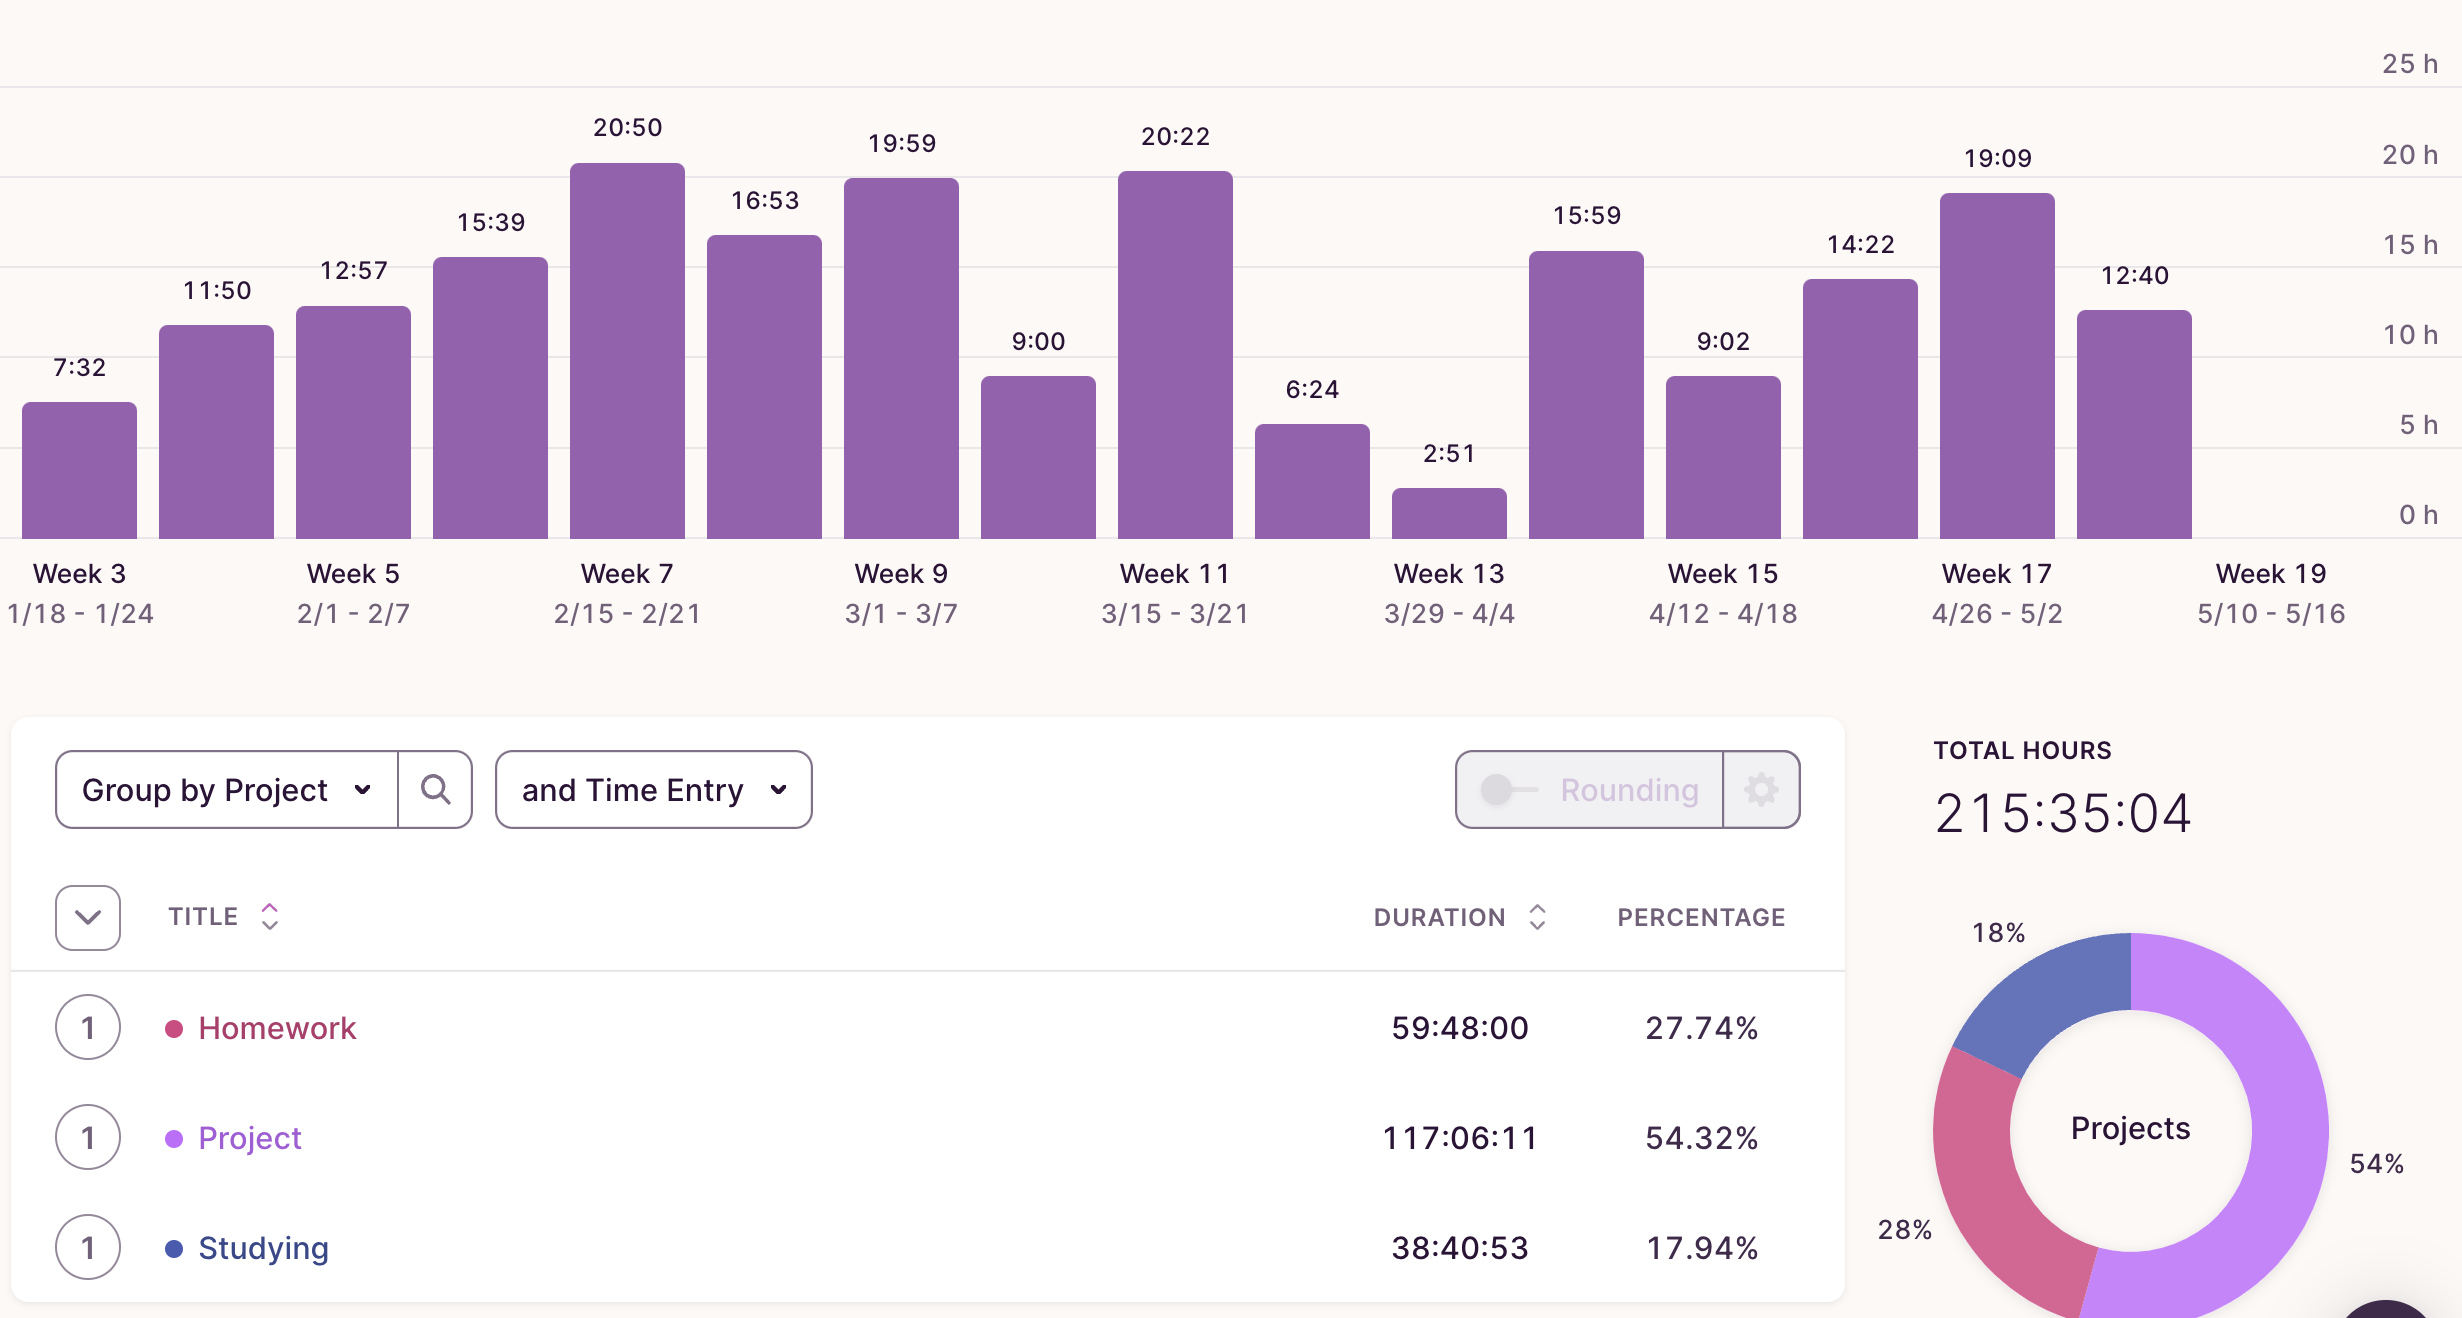 25 h
20 h
15 h
10 h
5 h
0 h
7:32
11:50
12:57
15:39
20:50
16:53
19:59
9:00
20:22
6:24
2:51
15:59
9:02
14:22
19:09
12:40
Week 3 Week 5 Week 7 Week 9 Week 11 Week 13 Week 15 Week 17 Week 19
1/18 - 1/24 2/1 - 2/7 2/15 - 2/21 3/1 - 3/7 3/15 - 3/21 3/29 - 4/4 4/12 - 4/18 4/26 - 5/2 5/10 - 5/16
Group by Project and Time Entry Rounding
TITLE DURATION PERCENTAGE
1 Homework 59:48:00 27.74%
1 Project 117:06:11 54.32%
1 Studying 38:40:53 17.94%
TOTAL HOURS
215:35:04
18%
Projects
54%
28%